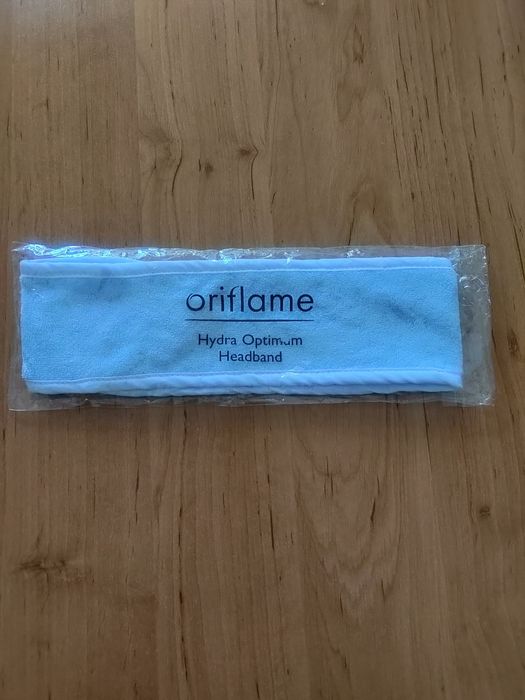 oriflame
Hydra Optimum
Headband